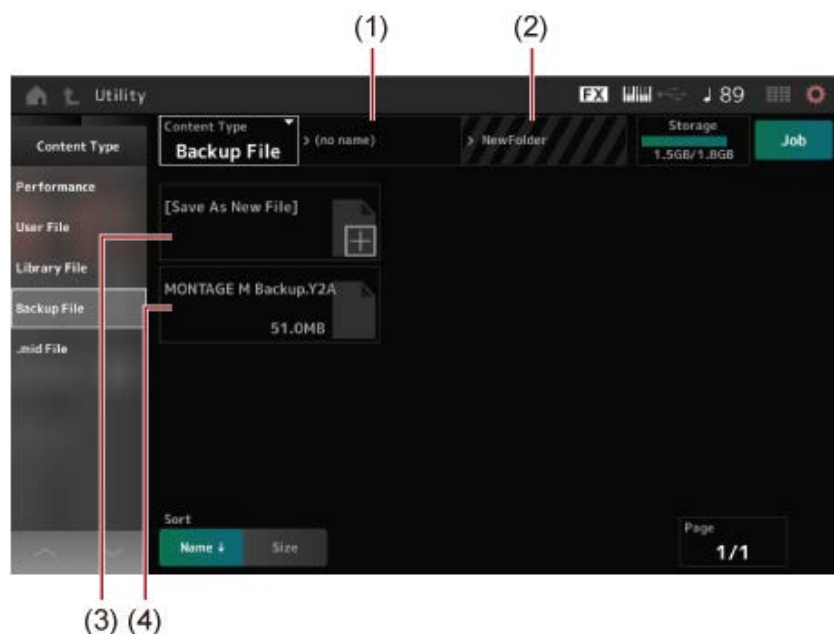 (1) (2)
Utility FX 89
Content Type
Backup File
> (no name)
> NewFolder
Storage
1.5GB/1.8GB
Job
Content Type
Performance
User File
Library File
Backup File
.mid File
[Save As New File]
MONTAGE M Backup.Y2A
51.0MB
Sort
Name ↓ Size
Page
1/1
(3) (4)